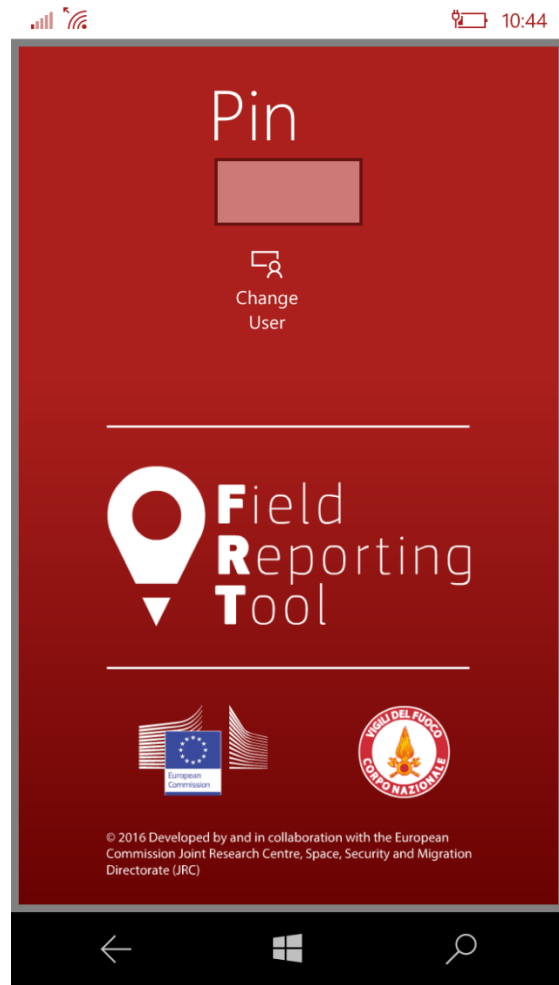 10:44
Pin
Change
User
Field
Reporting
Tool
European
Commission
VIGILI DEL FUOCO
CORPO NAZIONALE
© 2016 Developed by and in collaboration with the European
Commission Joint Research Centre, Space, Security and Migration
Directorate (JRC)